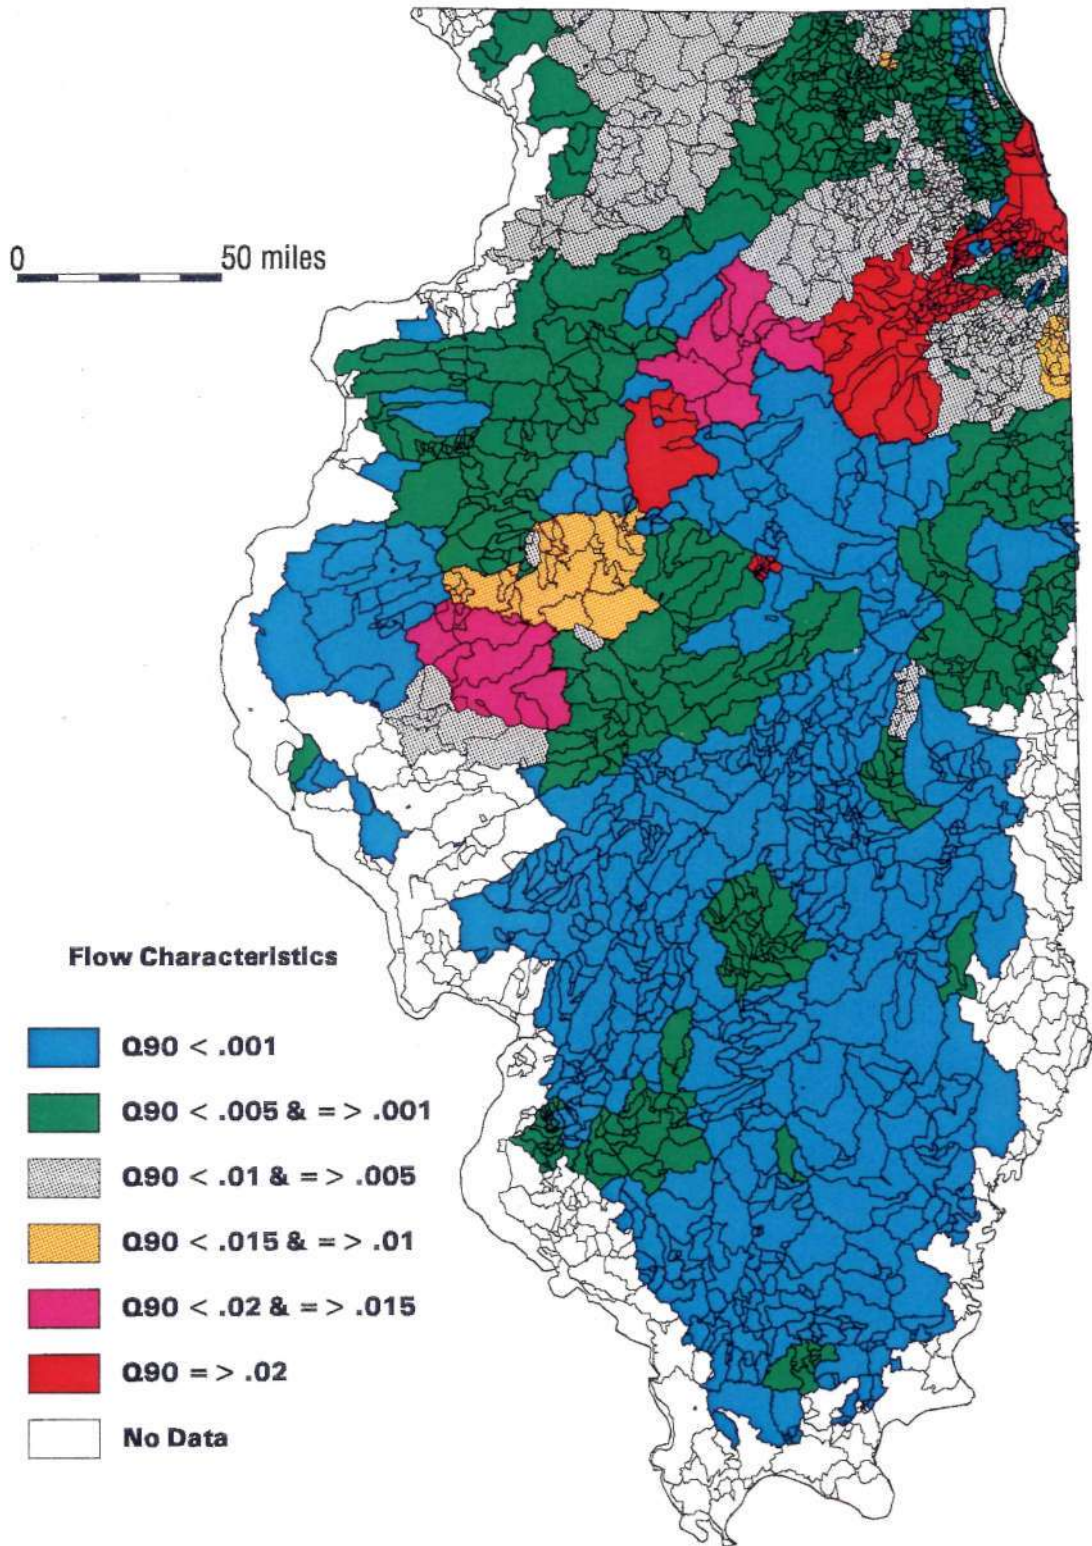 0 50 miles
Flow Characteristics
Q90 < .001
Q90 < .005 & = > .001
Q90 < .01 & = > .005
Q90 < .015 & = > .01
Q90 < .02 & = > .015
Q90 = > .02
No Data